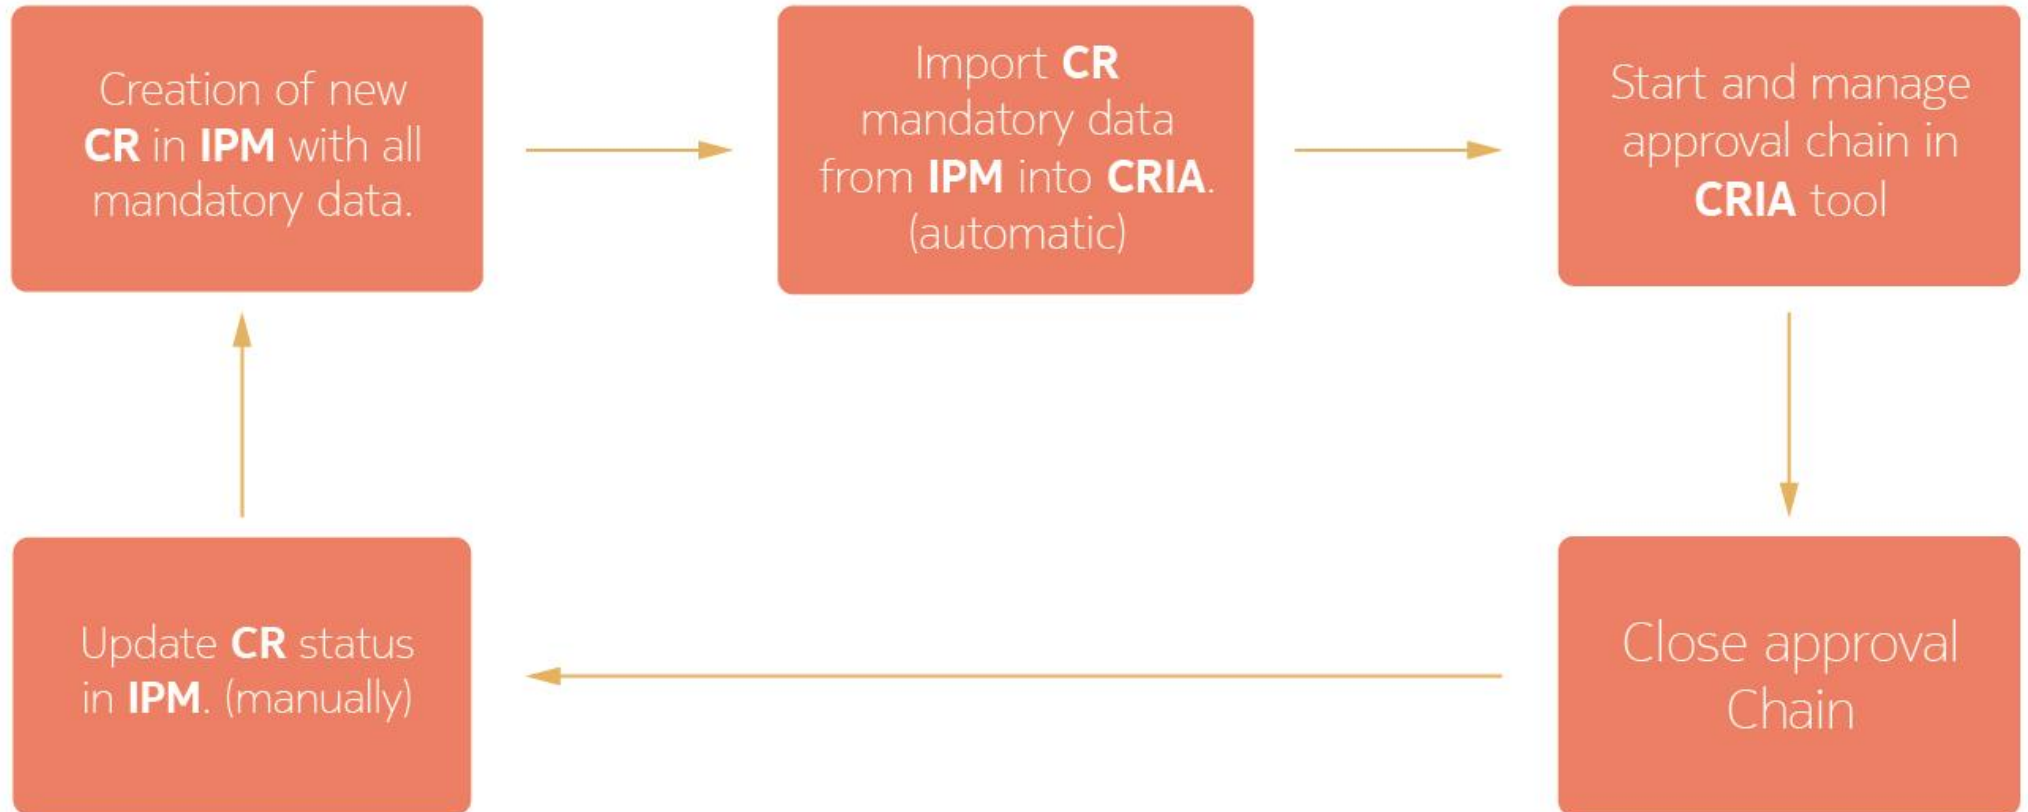 Creation of new
CR in IPM with all
mandatory data.
Import CR
mandatory data
from IPM into CRIA.
(automatic)
Start and manage
approval chain in
CRIA tool
Update CR status
in IPM. (manually)
Close approval
Chain